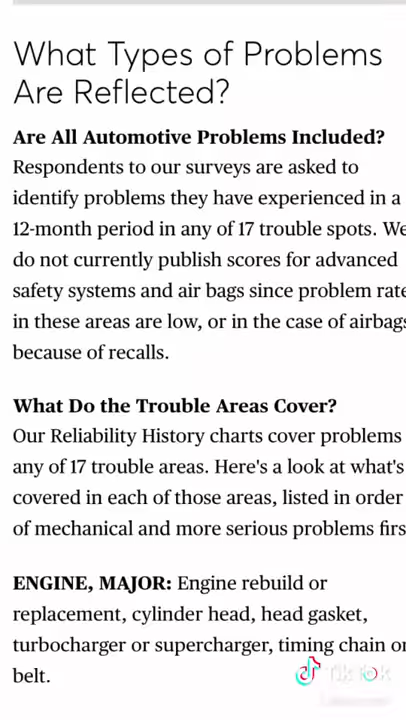 What Types of Problems
Are Reflected?
Are All Automotive Problems Included?
Respondents to our surveys are asked to
identify problems they have experienced in a
12-month period in any of 17 trouble spots. We
do not currently publish scores for advanced
safety systems and air bags since problem rate
in these areas are low, or in the case of airbags
because of recalls.
What Do the Trouble Areas Cover?
Our Reliability History charts cover problems
any of 17 trouble areas. Here's a look at what's
covered in each of those areas, listed in order
of mechanical and more serious problems firs
ENGINE, MAJOR: Engine rebuild or
replacement, cylinder head, head gasket,
turbocharger or supercharger, timing chain or
belt.
TikTok